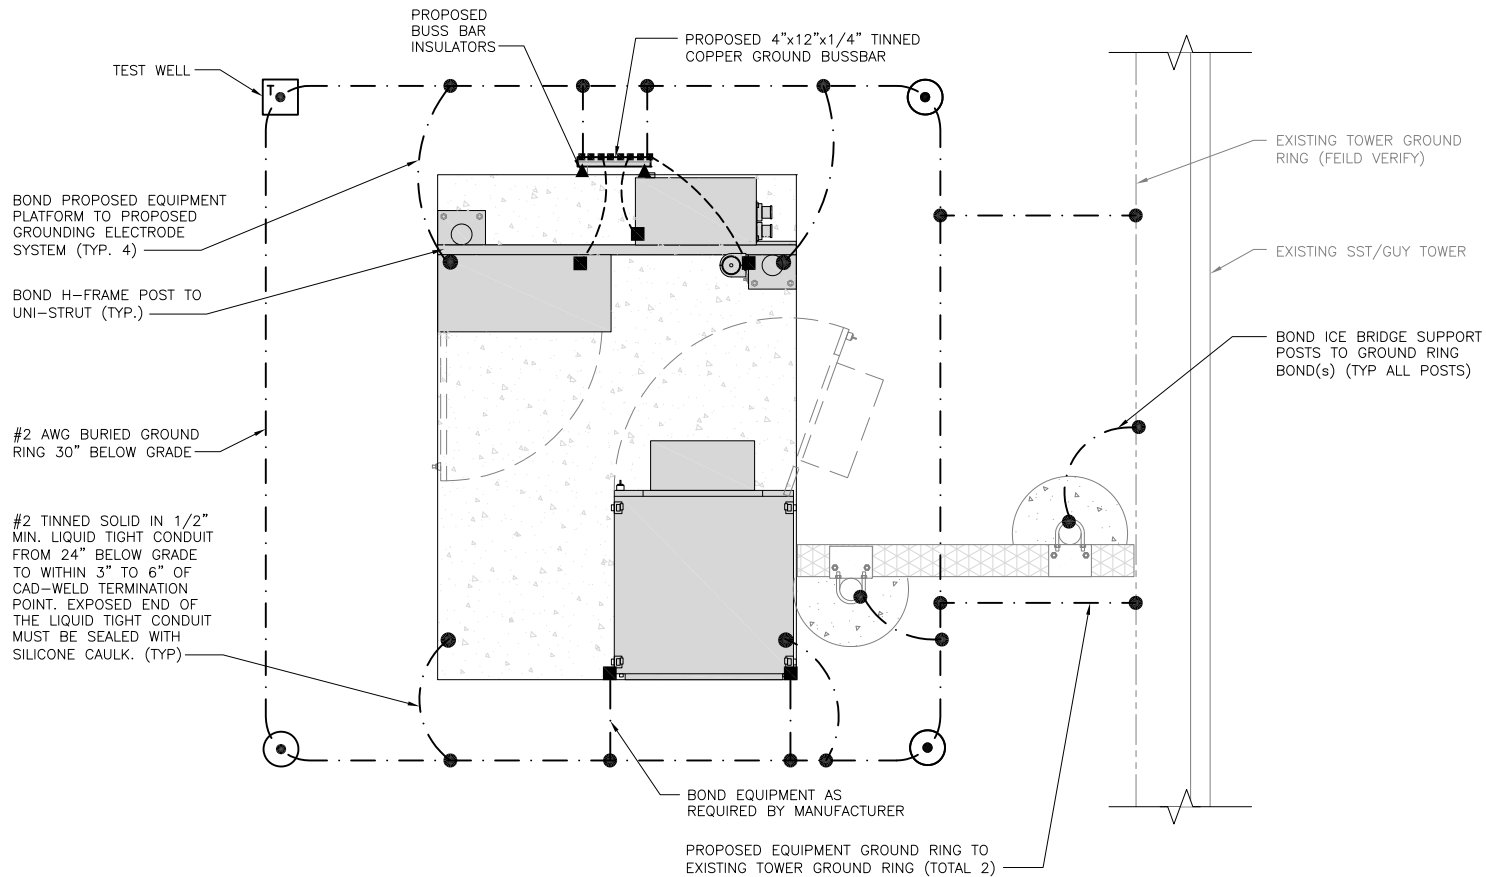 PROPOSED
BUSS BAR
INSULATORS
PROPOSED 4"x12"x1/4" TINNED
COPPER GROUND BUSSBAR
TEST WELL
T
EXISTING TOWER GROUND
RING (FEILD VERIFY)
BOND PROPOSED EQUIPMENT
PLATFORM TO PROPOSED
GROUNDING ELECTRODE
SYSTEM (TYP. 4)
EXISTING SST/GUY TOWER
BOND H-FRAME POST TO
UNI-STRUT (TYP.)
BOND ICE BRIDGE SUPPORT
POSTS TO GROUND RING
BOND(s) (TYP ALL POSTS)
#2 AWG BURIED GROUND
RING 30" BELOW GRADE
#2 TINNED SOLID IN 1/2"
MIN. LIQUID TIGHT CONDUIT
FROM 24" BELOW GRADE
TO WITHIN 3" TO 6" OF
CAD-WELD TERMINATION
POINT. EXPOSED END OF
THE LIQUID TIGHT CONDUIT
MUST BE SEALED WITH
SILICONE CAULK. (TYP)
BOND EQUIPMENT AS
REQUIRED BY MANUFACTURER
PROPOSED EQUIPMENT GROUND RING TO
EXISTING TOWER GROUND RING (TOTAL 2)